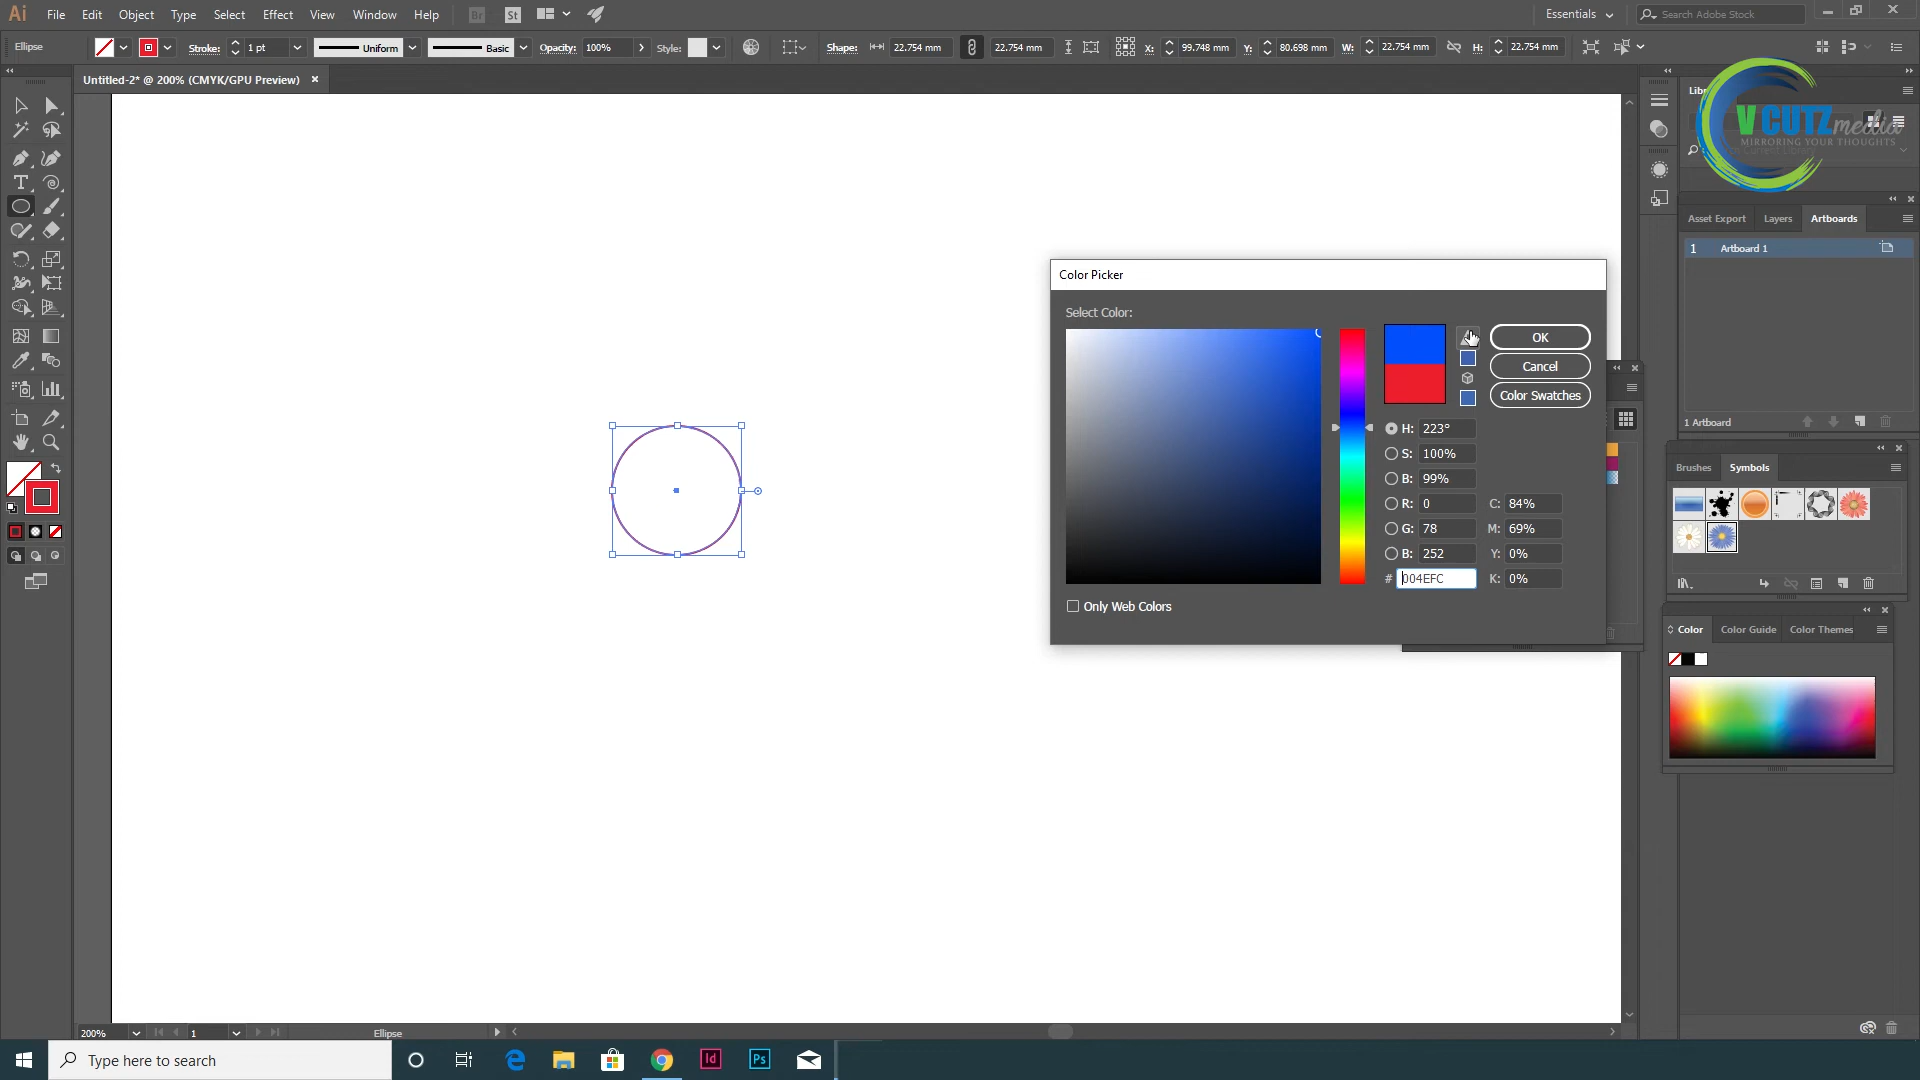 Ai File Edit Object Type Select Effect View Window Help Br St Essentials Search Adobe Stock
Ellipse Stroke: 1 pt Uniform Basic Opacity: 100% Style: Shape: 22.754 mm 22.754 mm X: 99.748 mm Y: 80.698 mm W: 22.754 mm H: 22.754 mm
Untitled-2* @ 200% (CMYK/GPU Preview)
V CUTZ media
MIRRORING YOUR THOUGHTS
Asset Export Layers Artboards
1 Artboard 1
1 Artboard
Color Picker
Select Color:
OK
Cancel
Color Swatches
H: 223°
S: 100%
B: 99%
R: 0 C: 84%
G: 78 M: 69%
B: 252 Y: 0%
# 004EFC K: 0%
Only Web Colors
Brushes Symbols
Color Color Guide Color Themes
200% 1 Ellipse
Type here to search Id Ps